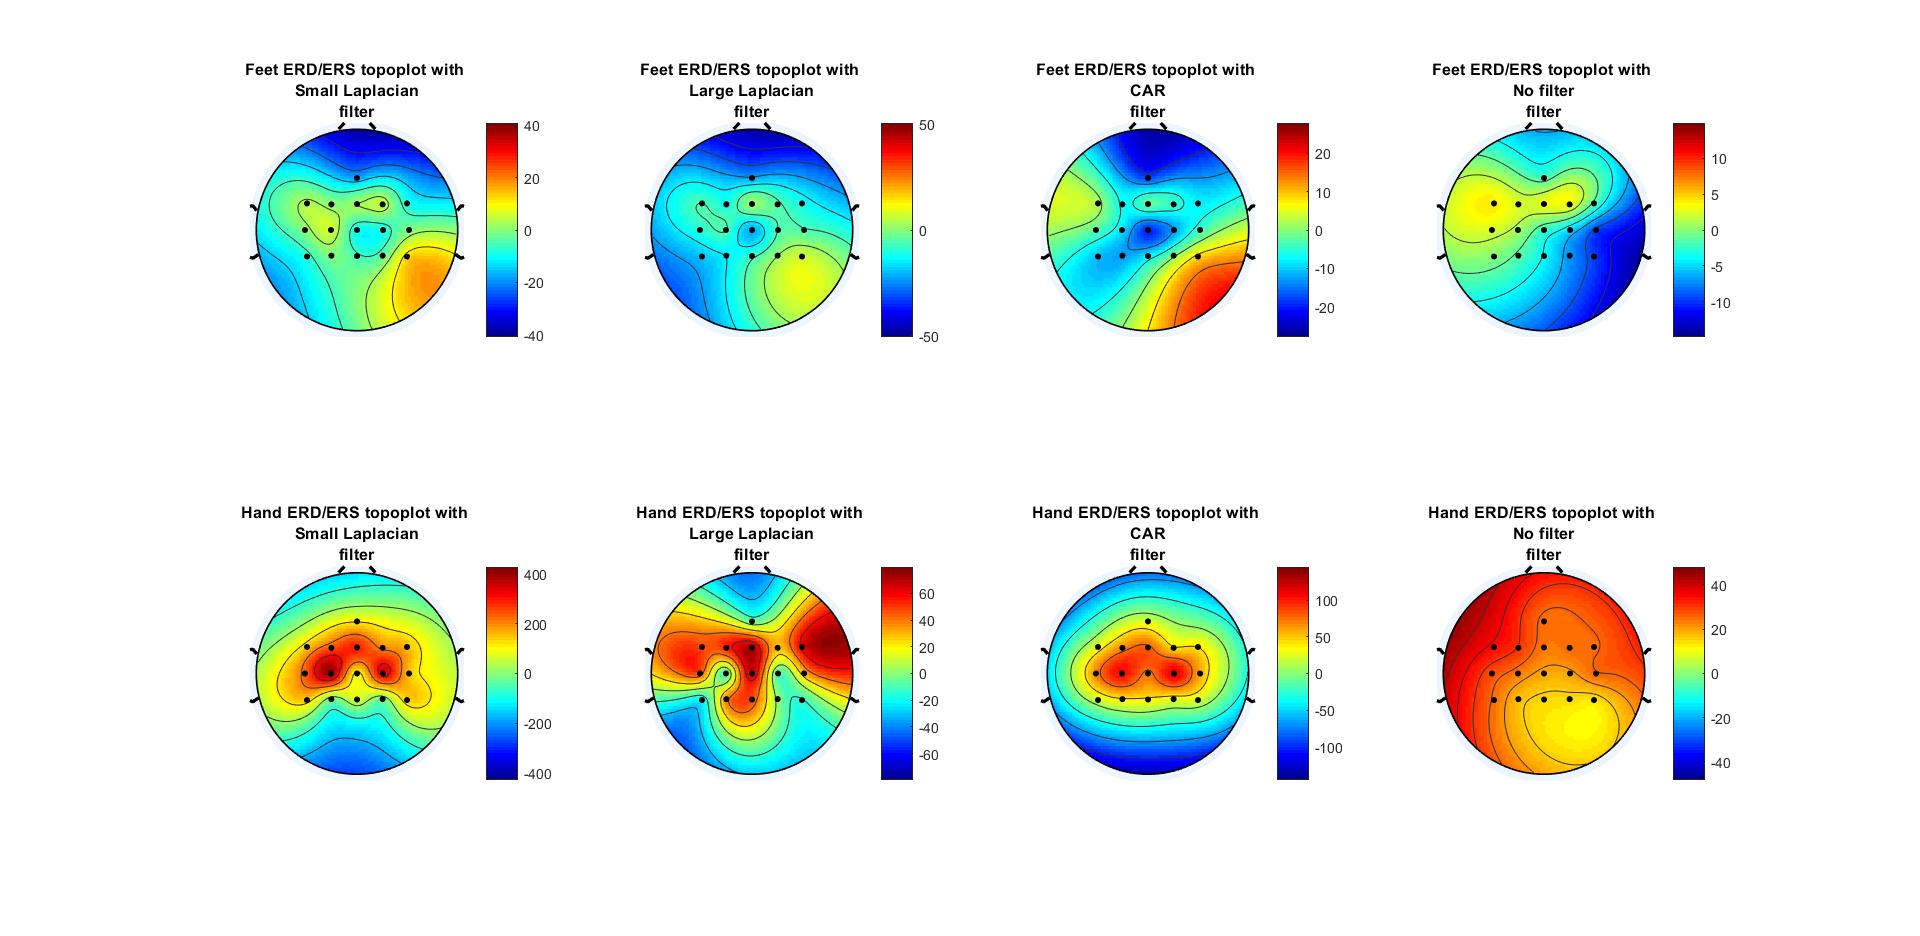 Feet ERD/ERS topoplot with
Small Laplacian
filter
40
20
0
-20
-40
Feet ERD/ERS topoplot with
Large Laplacian
filter
50
0
-50
Feet ERD/ERS topoplot with
CAR
filter
20
10
0
-10
-20
Feet ERD/ERS topoplot with
No filter
filter
10
5
0
-5
-10
Hand ERD/ERS topoplot with
Small Laplacian
filter
400
200
0
-200
-400
Hand ERD/ERS topoplot with
Large Laplacian
filter
60
40
20
0
-20
-40
-60
Hand ERD/ERS topoplot with
CAR
filter
100
50
0
-50
-100
Hand ERD/ERS topoplot with
No filter
filter
40
20
0
-20
-40